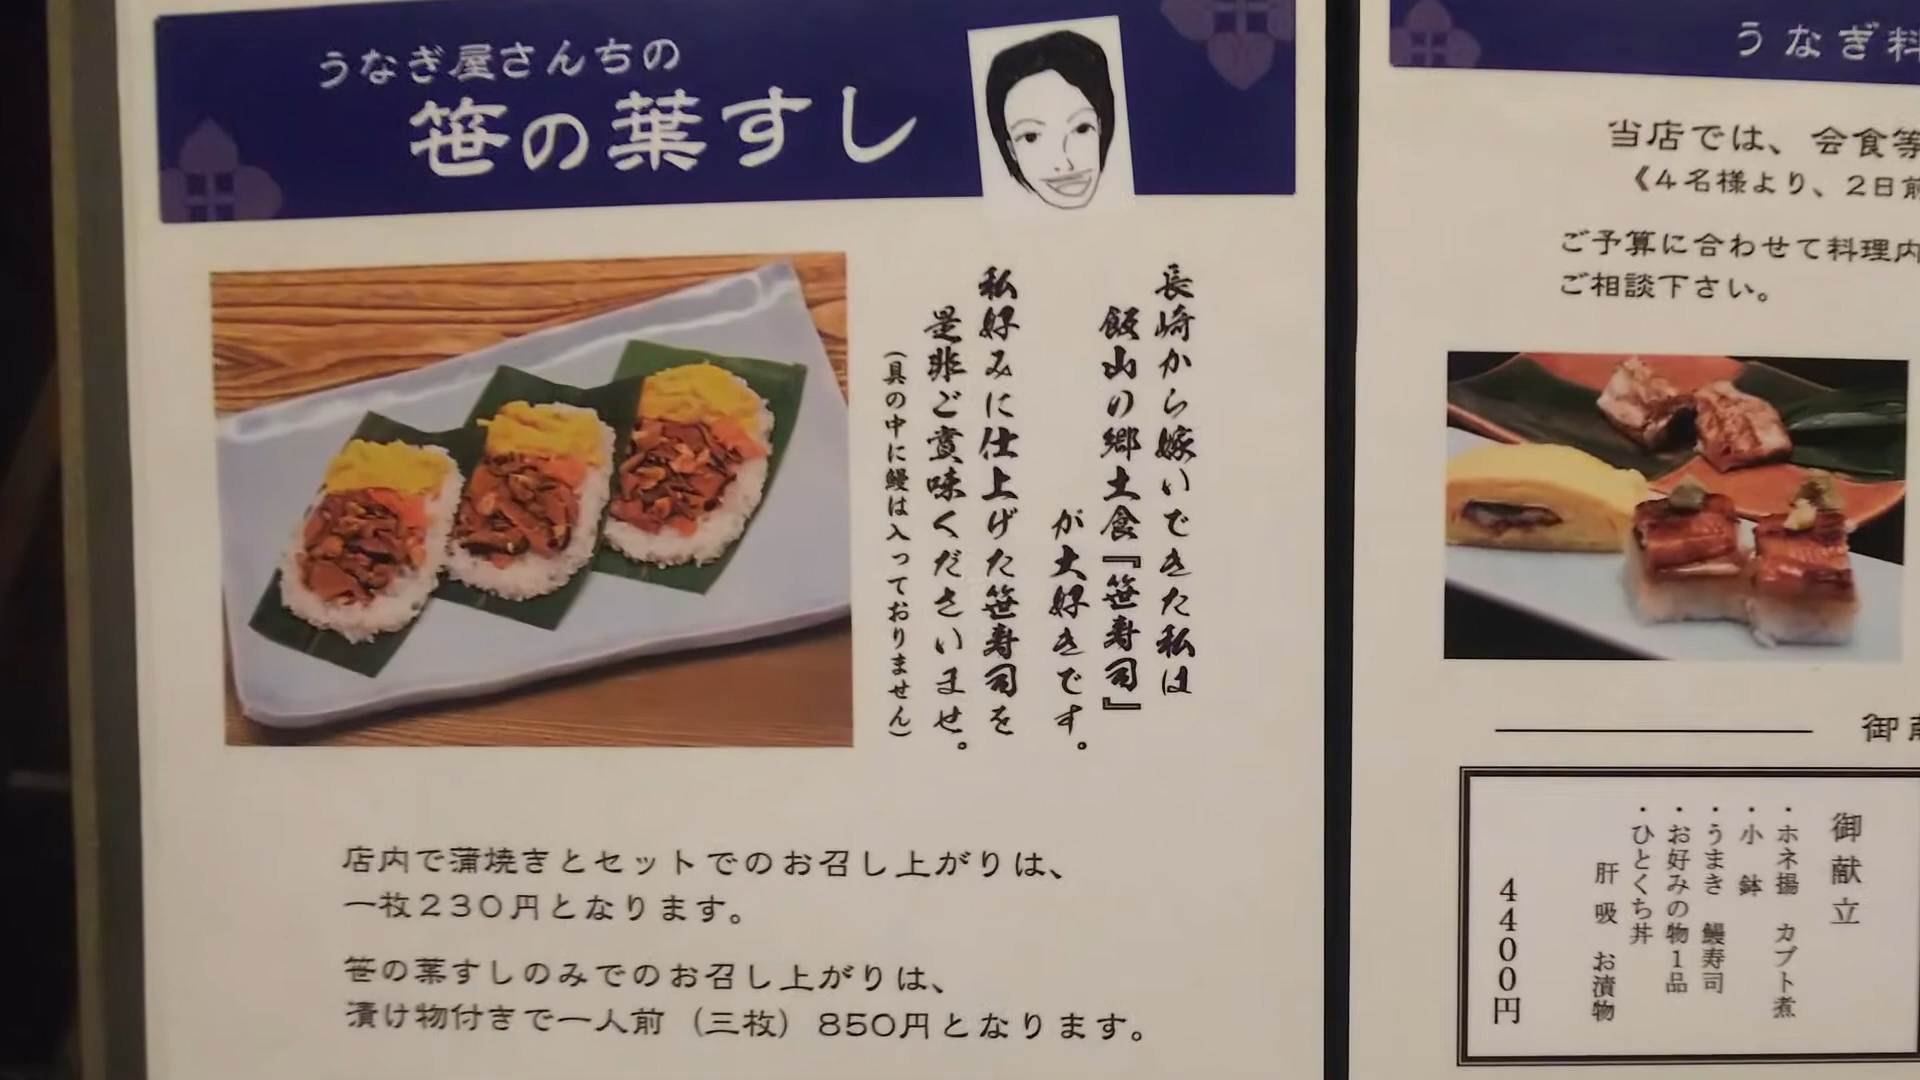 うなぎ屋さんちの
笹の葉すし
長崎から嫁いできた私は
飯山の郷土食『笹寿司』
が大好きです。
私好みに仕上げた笹寿司を
是非ご賞味くださいませ。
(具の中に鰻は入っておりません)
店内で蒲焼きとセットでのお召し上がりは、
一枚230円となります。
笹の葉すしのみでのお召し上がりは、
漬け物付きで一人前(三枚)850円となります。
うなぎ料
当店では、会食等
《4名様より、2日前
ご予算に合わせて料理内
ご相談下さい。
御献
御献立
・ホネ揚 カブト煮
・小鉢
・うまき 鰻寿司
・お好みの物1品
・ひとくち丼
肝吸 お漬物
4400円